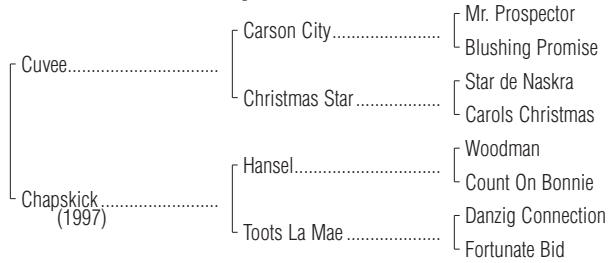 Mr. Prospector
Carson City
Blushing Promise
Cuvee
Star de Naskra
Christmas Star
Carols Christmas
Woodman
Hansel
Count On Bonnie
Chapskick
(1997)
Danzig Connection
Toots La Mae
Fortunate Bid